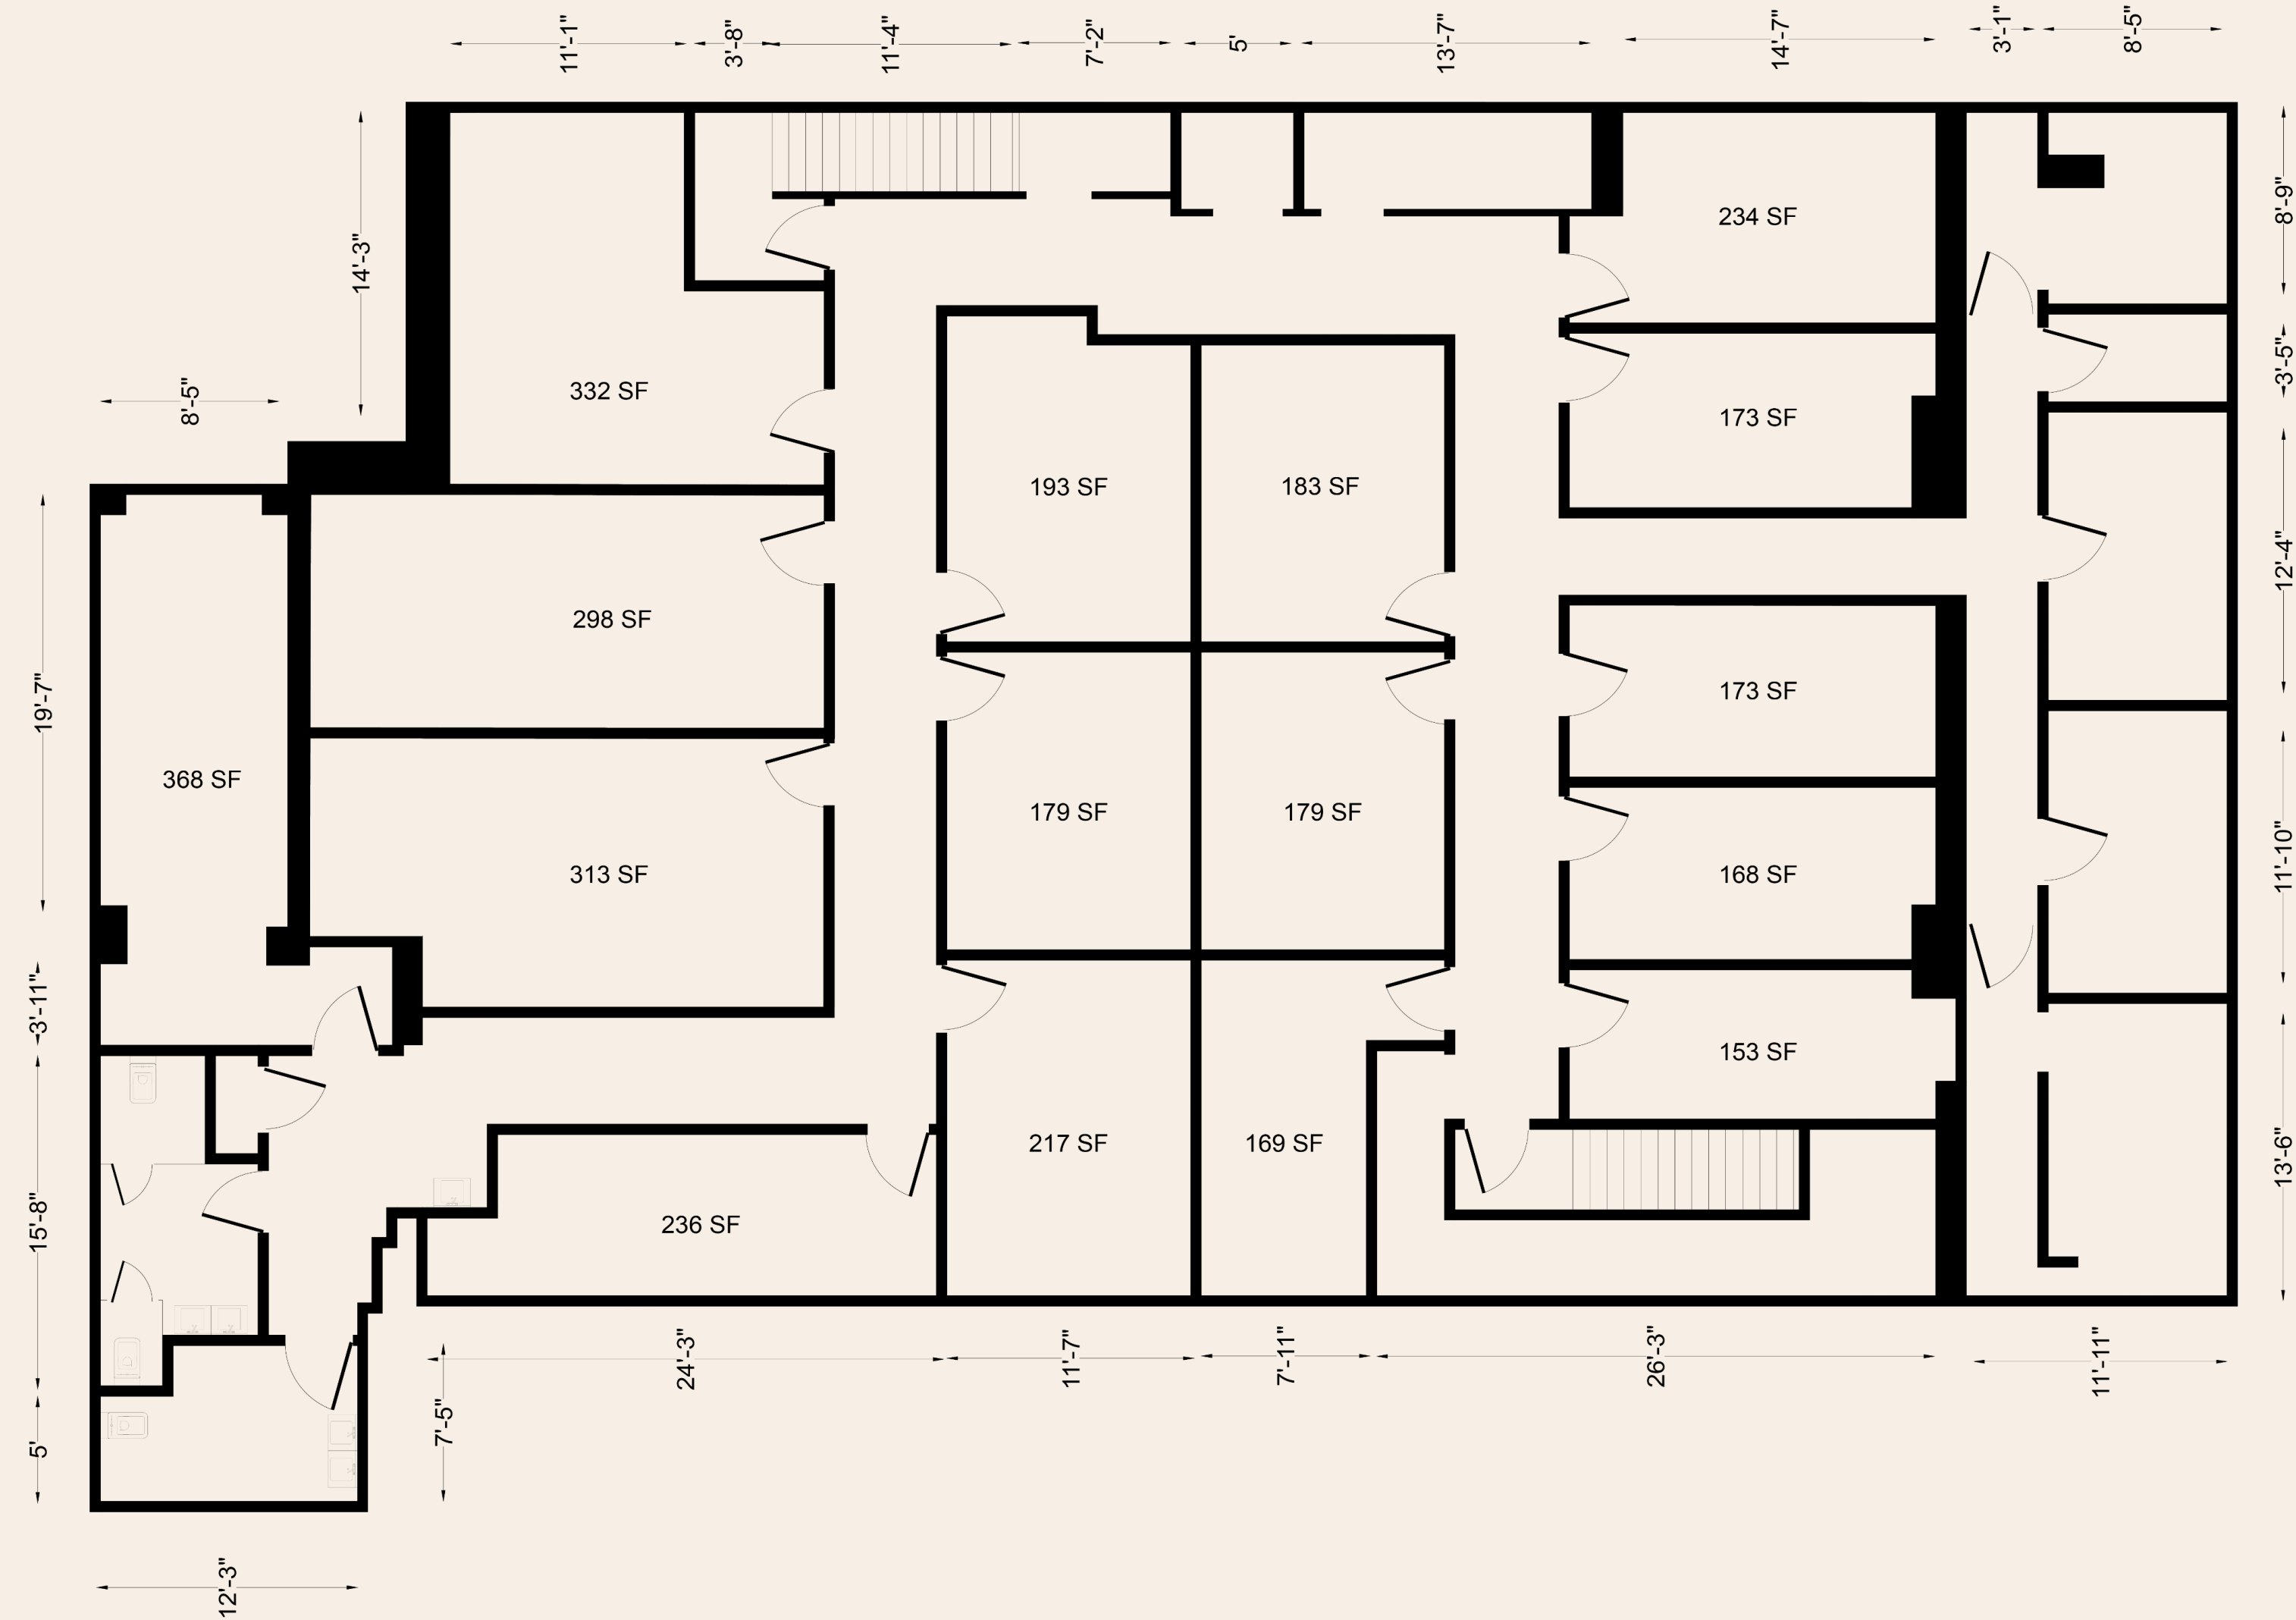 11'-1"
3'-8"
11'-4"
7'-2"
5'
13'-7"
14'-7"
3'-1"
8'-5"
14'-3"
8'-9"
234 SF
3'-5"
8'-5"
332 SF
173 SF
193 SF
183 SF
12'-4"
298 SF
19'-7"
173 SF
368 SF
179 SF
179 SF
313 SF
168 SF
11'-10"
3'-11"
153 SF
217 SF
169 SF
13'-6"
15'-8"
236 SF
24'-3"
11'-7"
7'-11"
26'-3"
11'-11"
7'-5"
5'
12'-3"